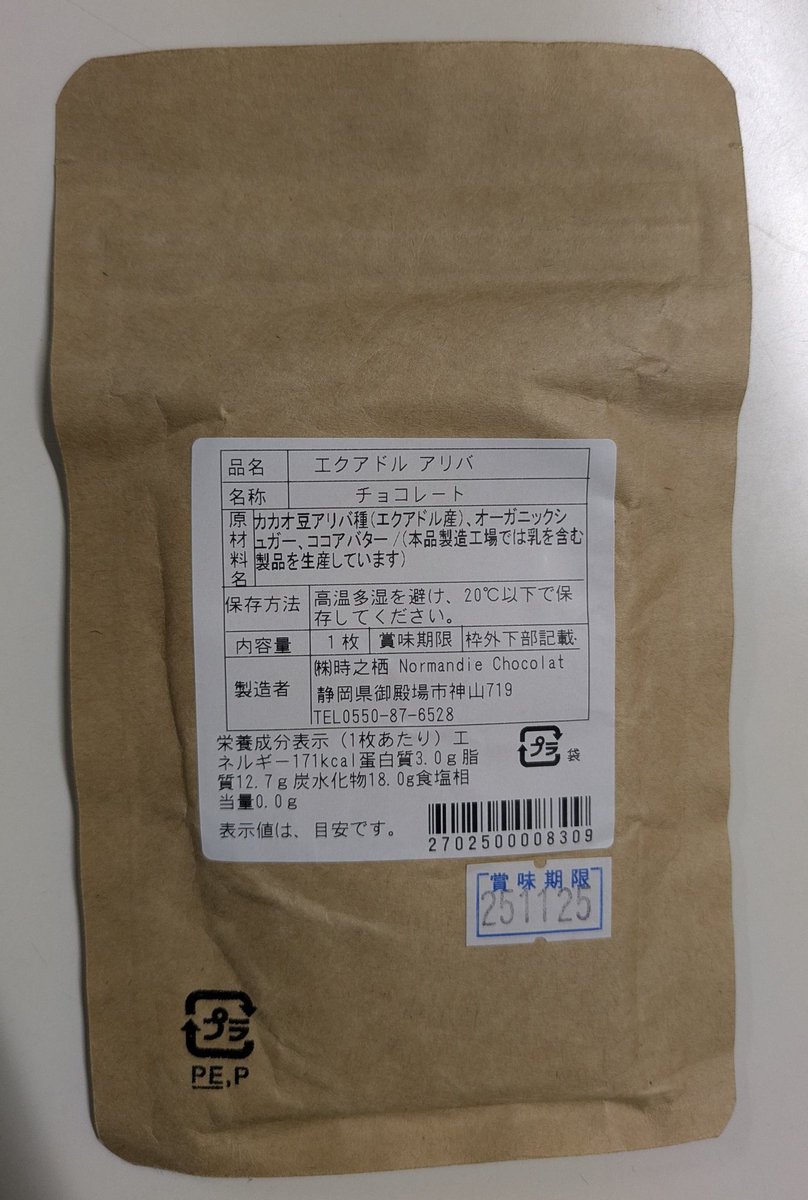 品名 エクアドル アリバ
名称 チョコレート
原材料名 カカオ豆アリバ種(エクアドル産)、オーガニックシ
ュガー、ココアバター/(本品製造工場では乳を含む
製品を生産しています)
保存方法 高温多湿を避け、20℃以下で保
存してください。
内容量 1枚 賞味期限 枠外下部記載
製造者 ㈱時之栖 Normandie Chocolat
静岡県御殿場市神山719
TEL0550-87-6528
栄養成分表示(1枚あたり)エ
ネルギー171kcal蛋白質3.0g脂
質12.7g炭水化物18.0g食塩相
当量0.0g
表示値は、目安です。
プラ 袋
2702500008309
賞味期限
251125
プラ
PE,P